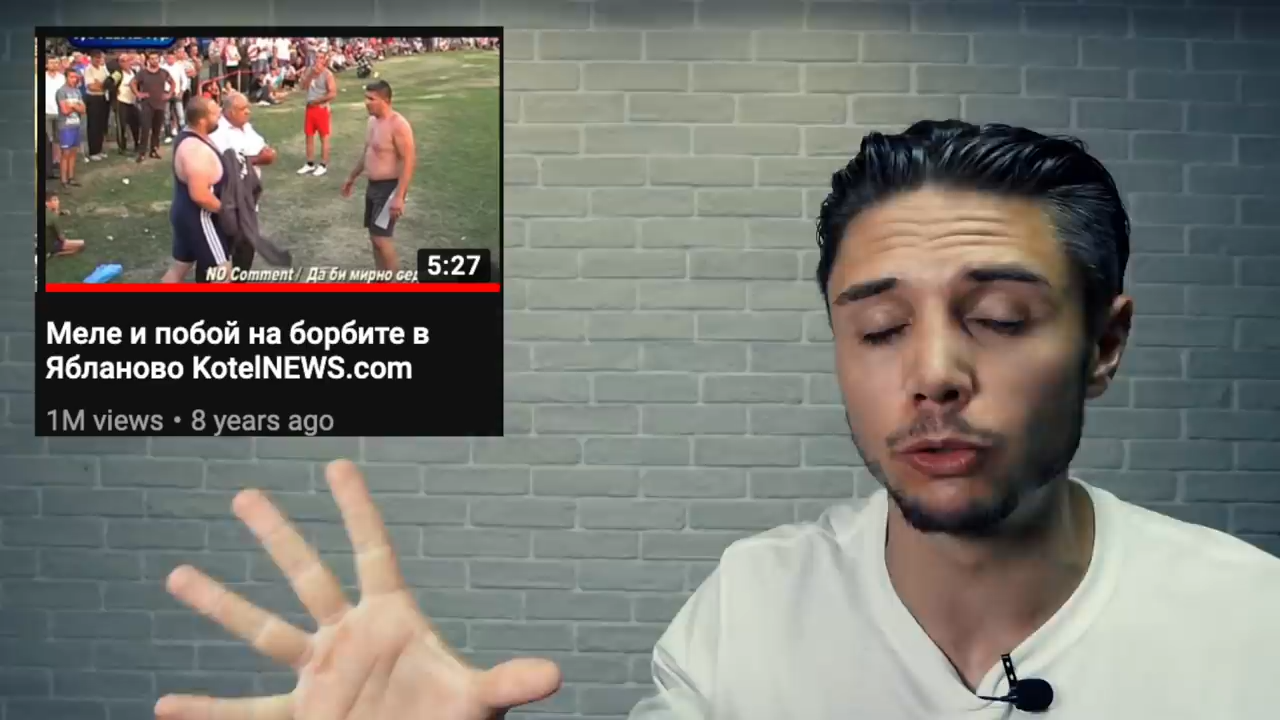 NO Comment / Да би мирно сед
5:27
Меле и побой на борбите в
Ябланово KotelNEWS.com
1M views • 8 years ago